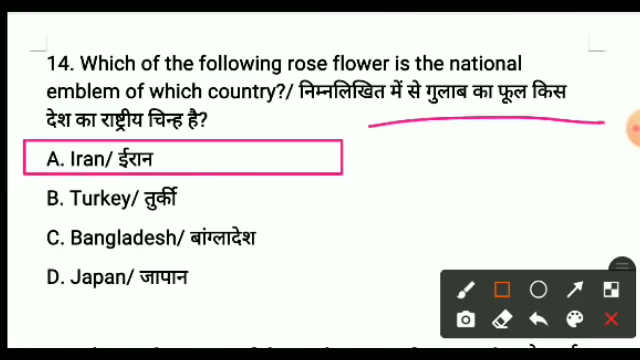 14. Which of the following rose flower is the national
emblem of which country?/ निम्नलिखित में से गुलाब का फूल किस
देश का राष्ट्रीय चिन्ह है?
A. Iran/ ईरान
B. Turkey/ तुर्की
C. Bangladesh/ बांग्लादेश
D. Japan/ जापान